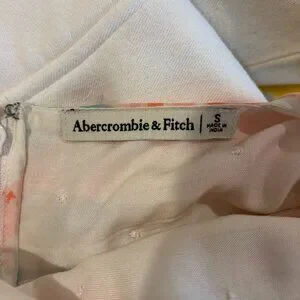 Abercrombie & Fitch
S
MADE IN
INDIA